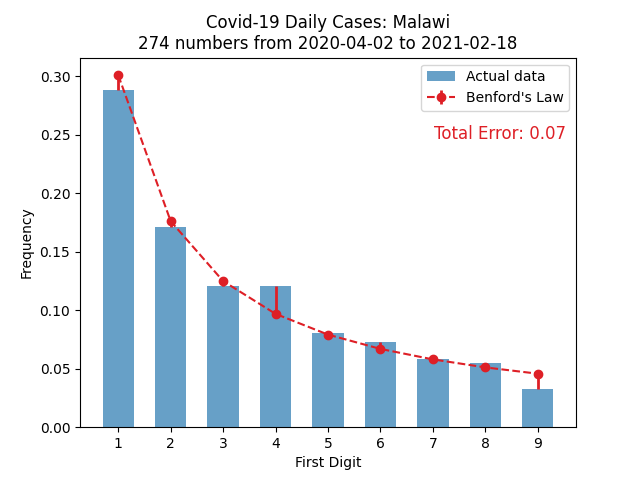 Covid-19 Daily Cases: Malawi
274 numbers from 2020-04-02 to 2021-02-18
Actual data
Benford's Law
Total Error: 0.07
0.30
0.25
0.20
0.15
0.10
0.05
0.00
Frequency
1 2 3 4 5 6 7 8 9
First Digit